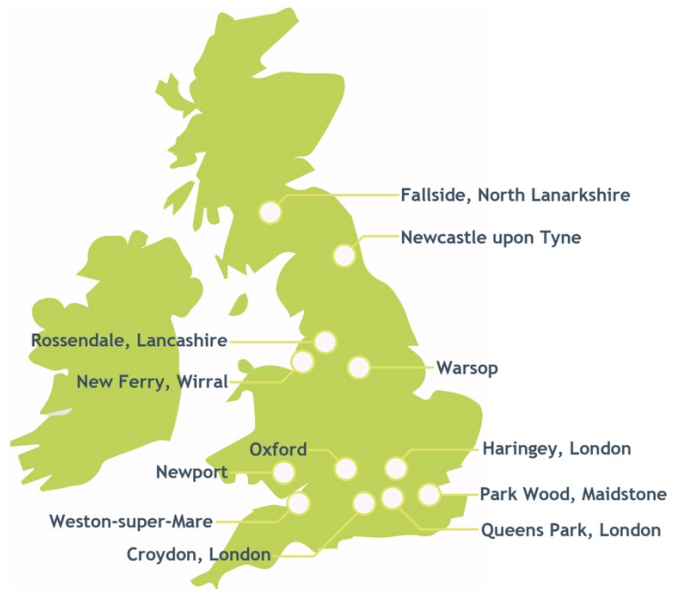 Fallside, North Lanarkshire
Newcastle upon Tyne
Rossendale, Lancashire
New Ferry, Wirral
Warsop
Oxford
Haringey, London
Newport
Park Wood, Maidstone
Weston-super-Mare
Queens Park, London
Croydon, London